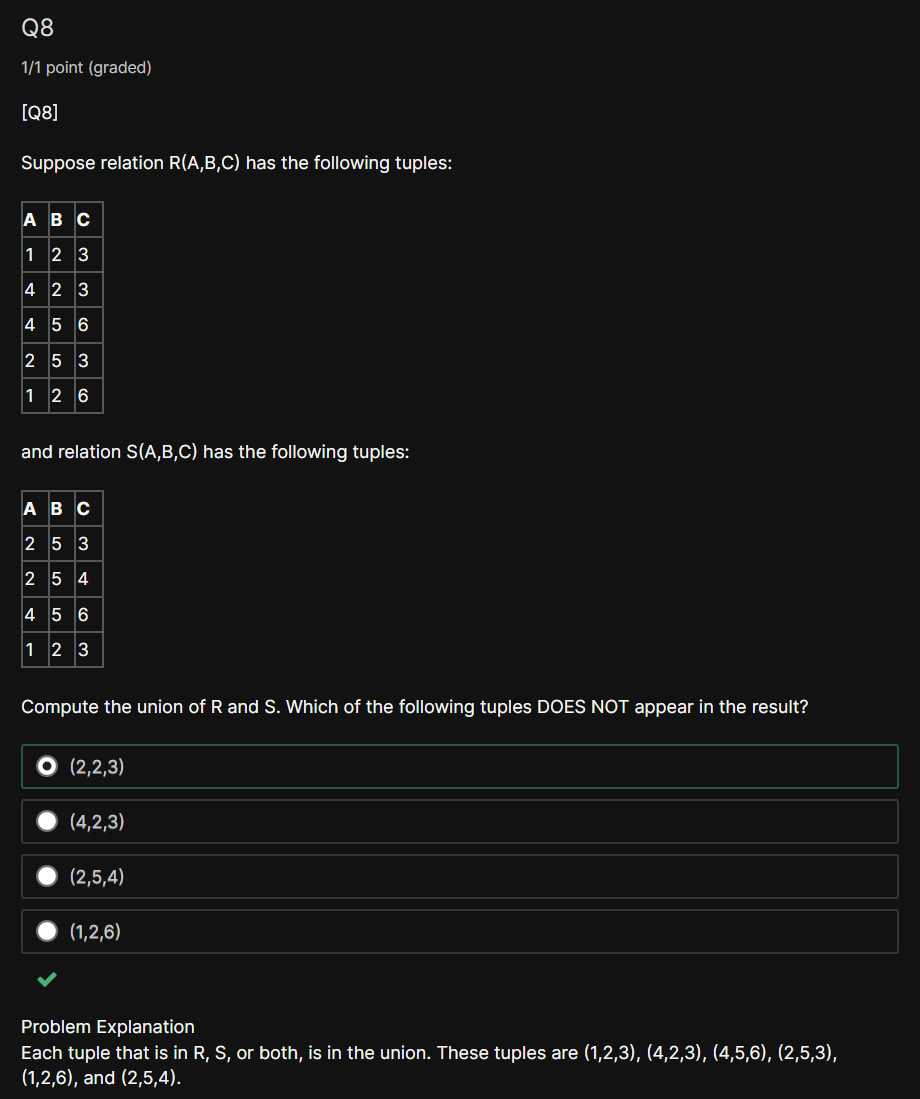 Q8
1/1 point (graded)
[Q8]
Suppose relation R(A,B,C) has the following tuples:
A B C
1 2 3
4 2 3
4 5 6
2 5 3
1 2 6
and relation S(A,B,C) has the following tuples:
A B C
2 5 3
2 5 4
4 5 6
1 2 3
Compute the union of R and S. Which of the following tuples DOES NOT appear in the result?
(2,2,3)
(4,2,3)
(2,5,4)
(1,2,6)
Problem Explanation
Each tuple that is in R, S, or both, is in the union. These tuples are (1,2,3), (4,2,3), (4,5,6), (2,5,3),
(1,2,6), and (2,5,4).